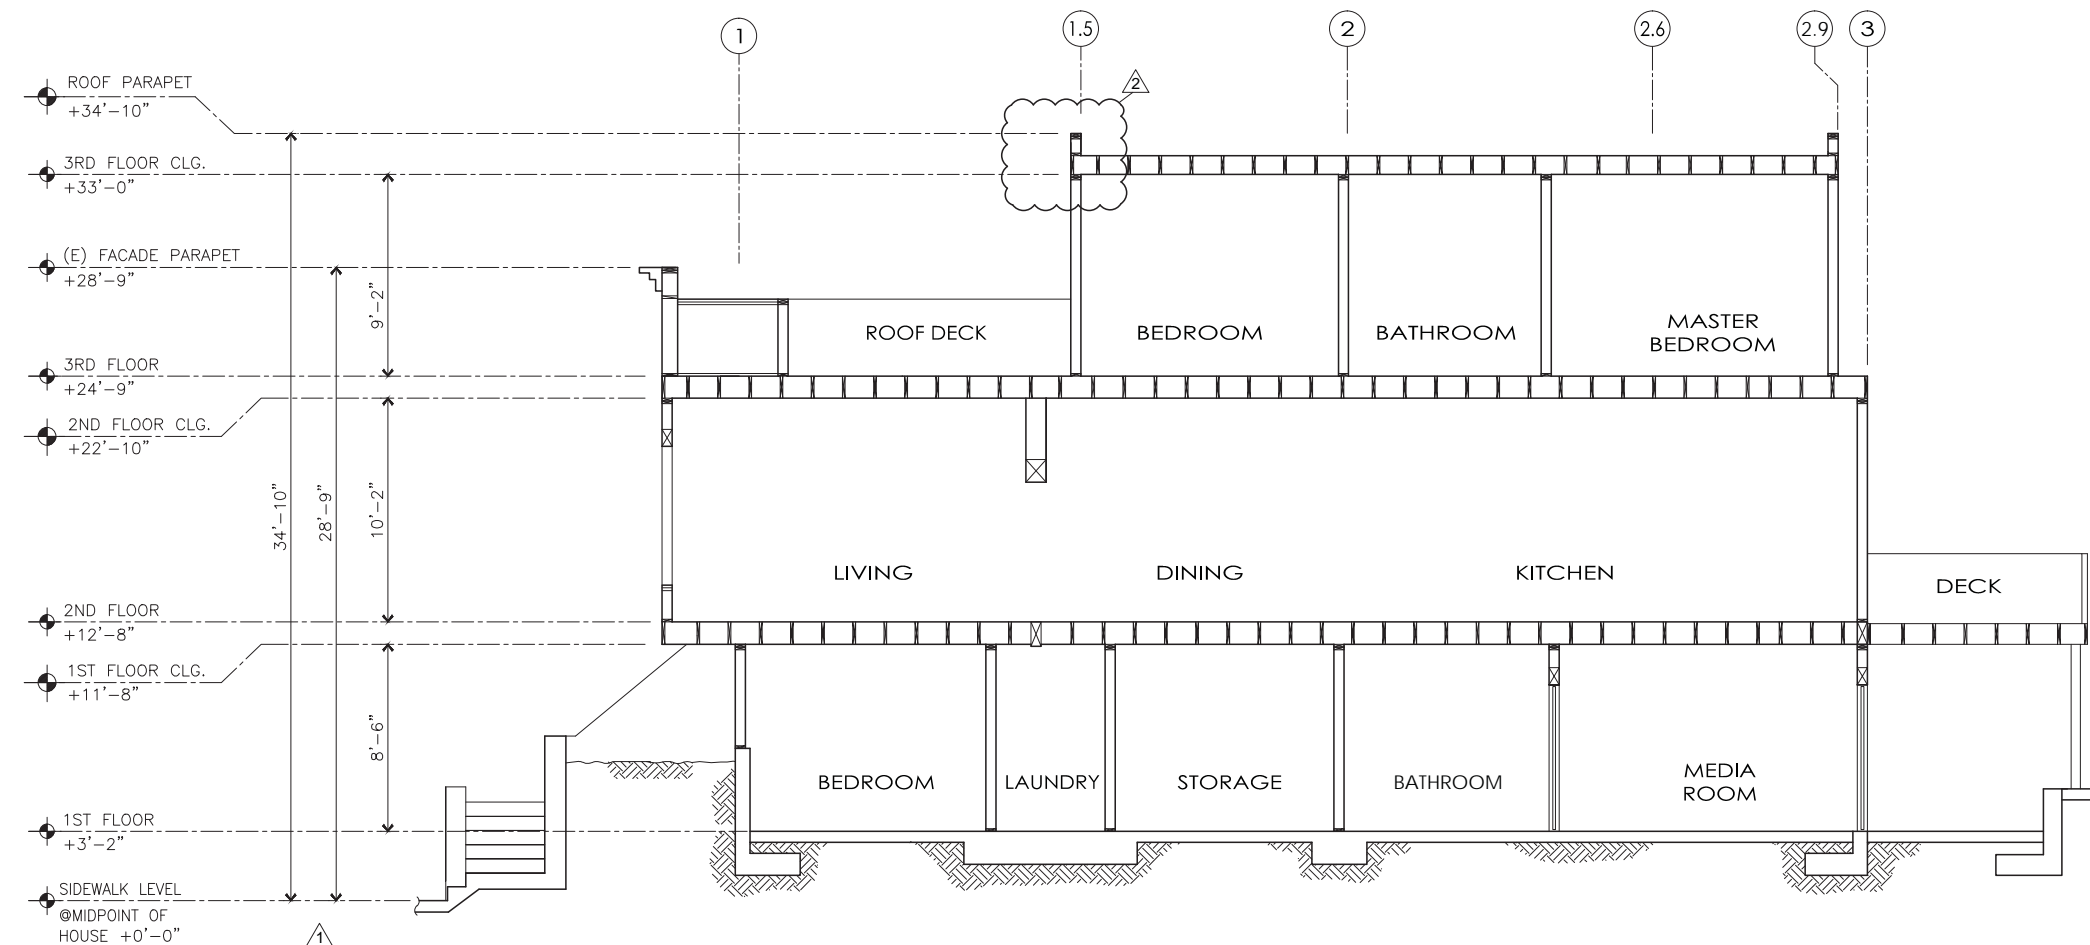 1
1.5
2
2.6
2.9
3
2
ROOF PARAPET
+34'-10"
3RD FLOOR CLG.
+33'-0"
(E) FACADE PARAPET
+28'-9"
3RD FLOOR
+24'-9"
2ND FLOOR CLG.
+22'-10"
2ND FLOOR
+12'-8"
1ST FLOOR CLG.
+11'-8"
1ST FLOOR
+3'-2"
SIDEWALK LEVEL
@MIDPOINT OF
HOUSE +0'-0"
1
34'-10"
28'-9"
9'-2"
10'-2"
8'-6"
ROOF DECK
BEDROOM
BATHROOM
MASTER
BEDROOM
LIVING
DINING
KITCHEN
DECK
BEDROOM
LAUNDRY
STORAGE
BATHROOM
MEDIA
ROOM